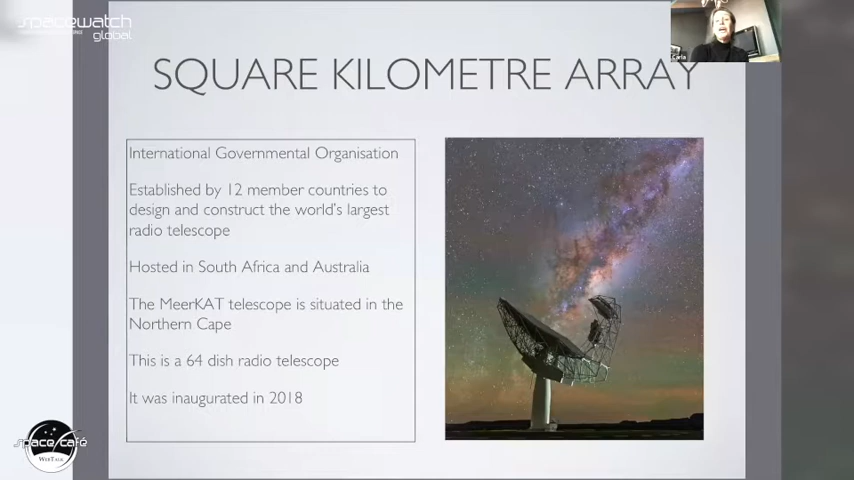 spacewatch
global
Carla
SQUARE KILOMETRE ARRAY
International Governmental Organisation
Established by 12 member countries to
design and construct the world's largest
radio telescope
Hosted in South Africa and Australia
The MeerKAT telescope is situated in the
Northern Cape
This is a 64 dish radio telescope
It was inaugurated in 2018
space café
WebTalk